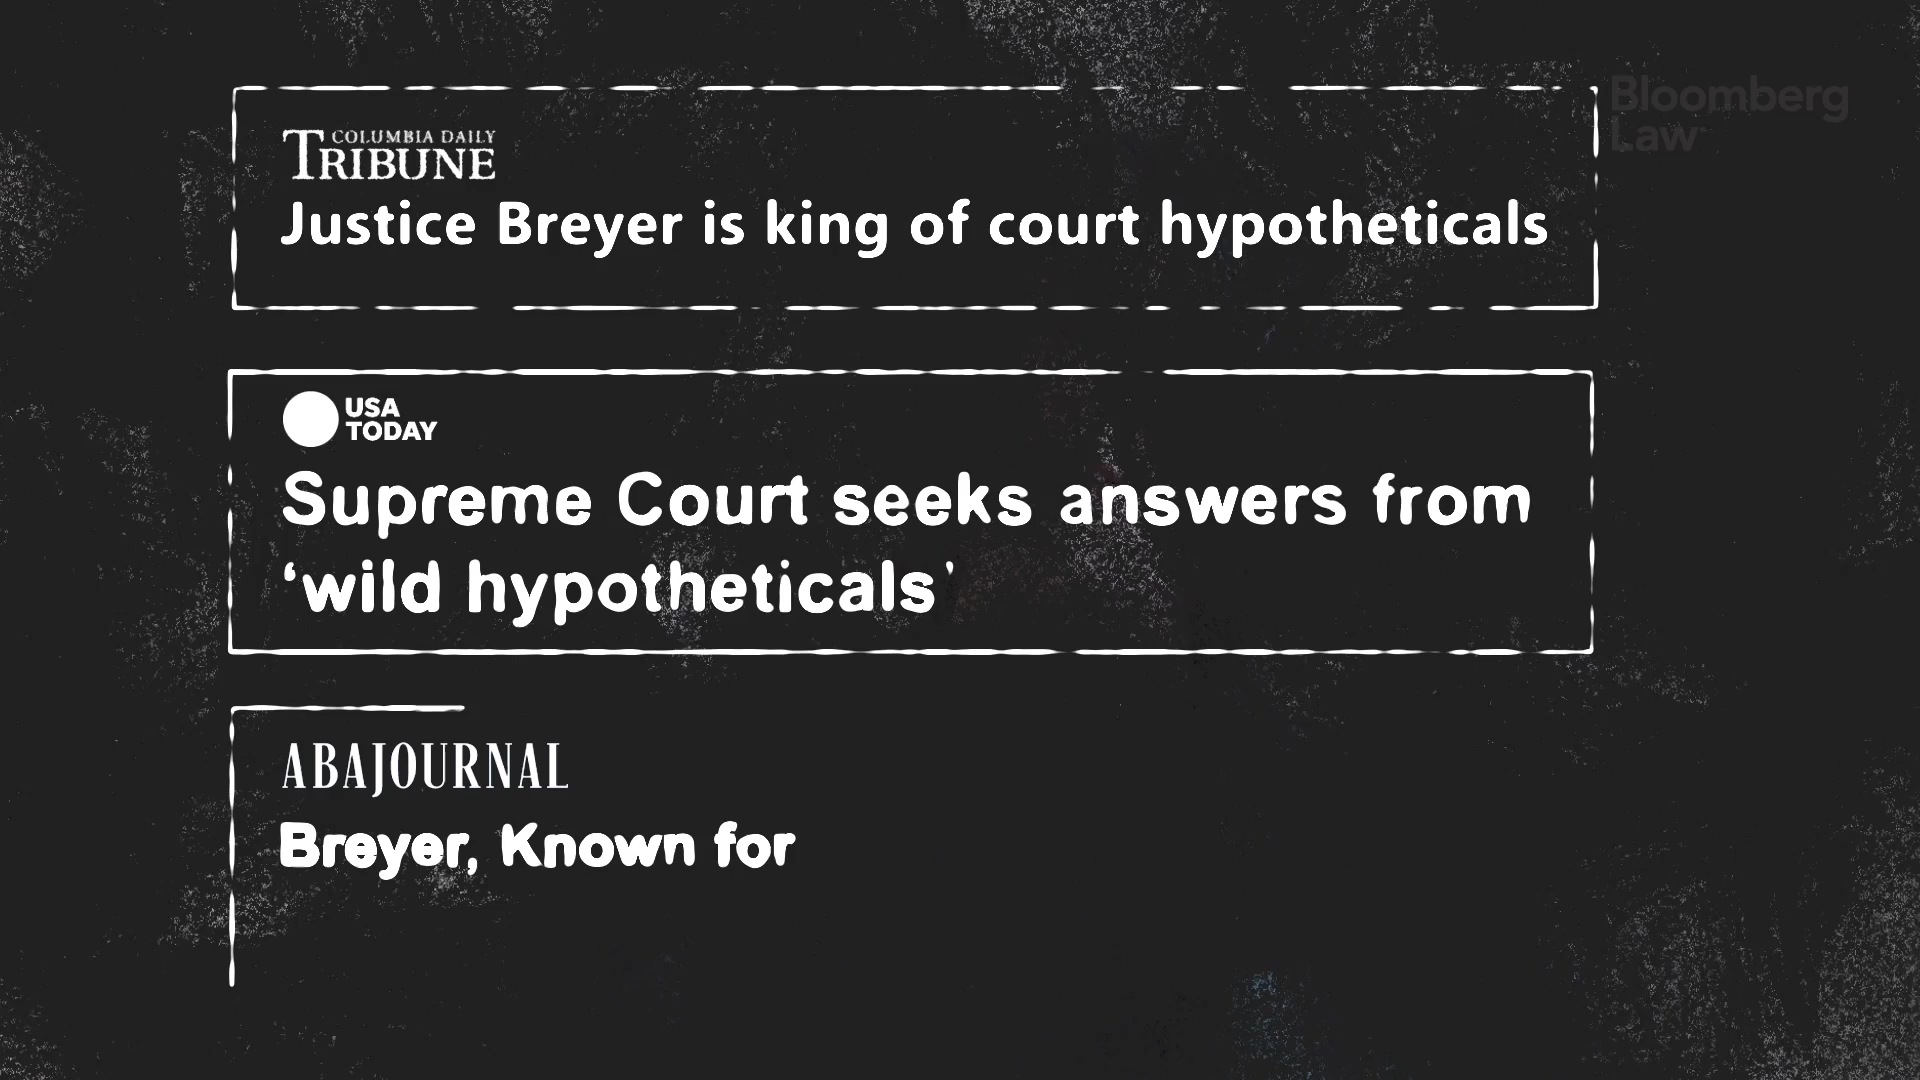 Bloomberg
Law
COLUMBIA DAILY
TRIBUNE
Justice Breyer is king of court hypotheticals
USA
TODAY
Supreme Court seeks answers from
‘wild hypotheticals’
ABAJOURNAL
Breyer, Known for